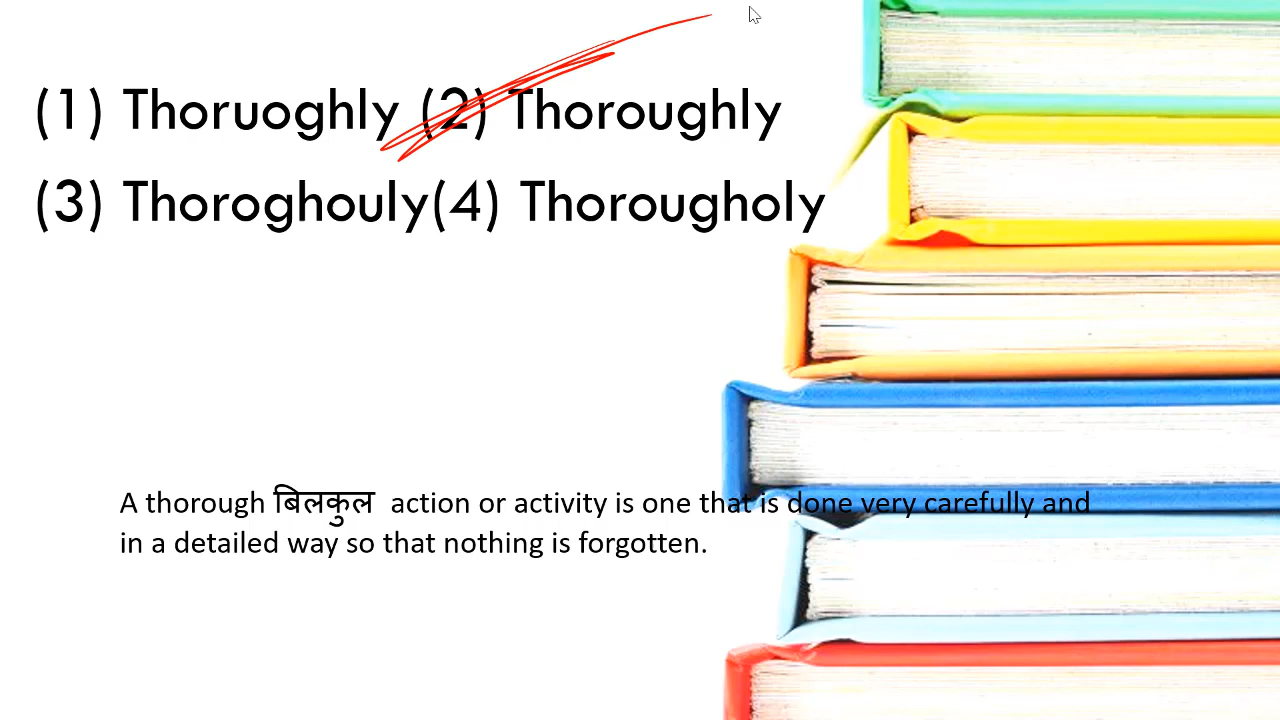 (1) Thoruoghly (2) Thoroughly
(3) Thoroghouly(4) Thorougholy
A thorough बिलकुल action or activity is one that is done very carefully and
in a detailed way so that nothing is forgotten.